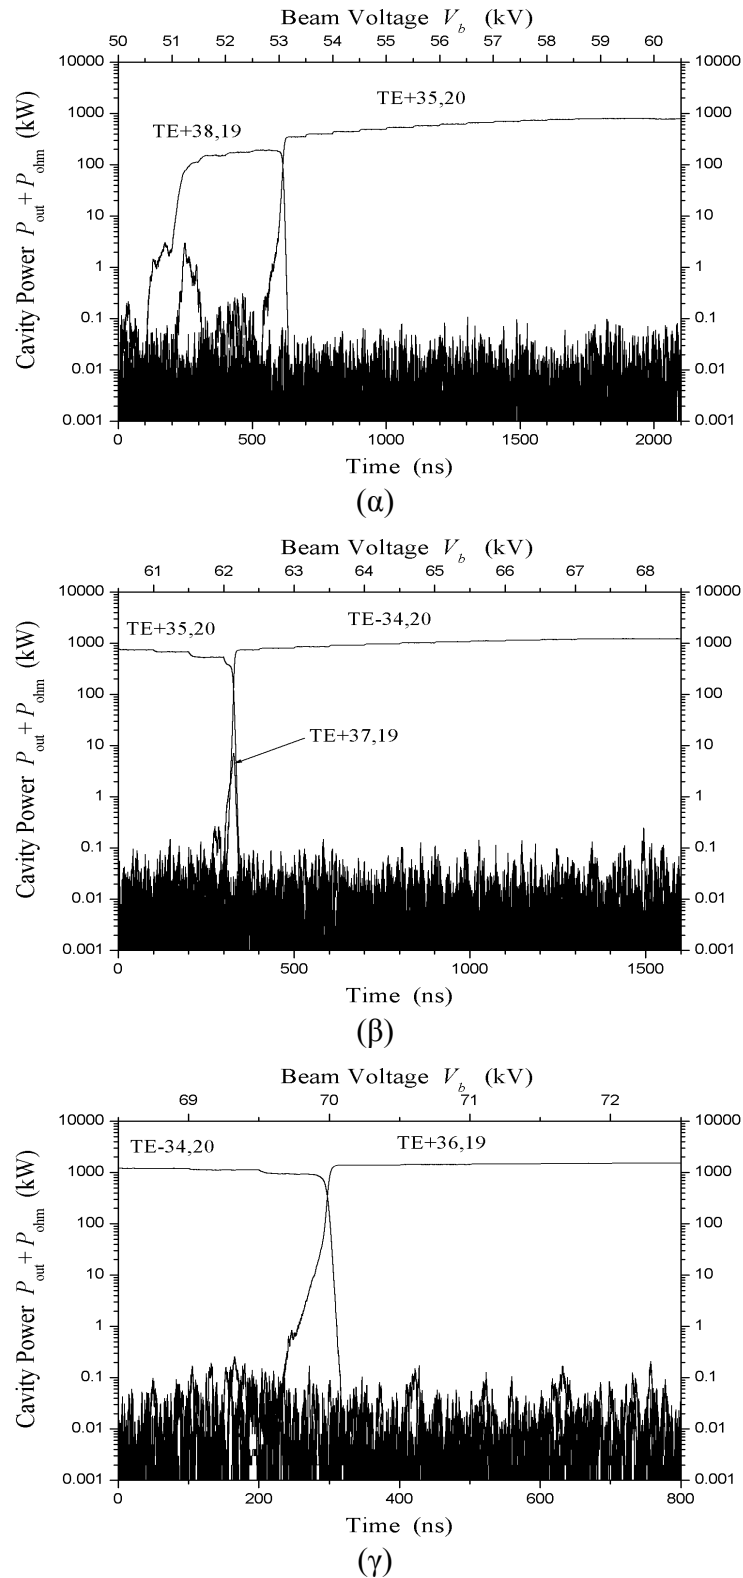 Beam Voltage V_b (kV)
50 51 52 53 54 55 56 57 58 59 60
10000 10000
1000 1000
100 100
10 10
1 1
0.1 0.1
0.01 0.01
0.001 0.001
Cavity Power P_out + P_ohm (kW)
TE+35,20
TE+38,19
0 500 1000 1500 2000
Time (ns)
(α)
Beam Voltage V_b (kV)
61 62 63 64 65 66 67 68
10000 10000
1000 1000
100 100
10 10
1 1
0.1 0.1
0.01 0.01
0.001 0.001
Cavity Power P_out + P_ohm (kW)
TE+35,20 TE-34,20
TE+37,19
0 500 1000 1500
Time (ns)
(β)
Beam Voltage V_b (kV)
69 70 71 72
10000 10000
1000 1000
100 100
10 10
1 1
0.1 0.1
0.01 0.01
0.001 0.001
Cavity Power P_out + P_ohm (kW)
TE-34,20 TE+36,19
0 200 400 600 800
Time (ns)
(γ)